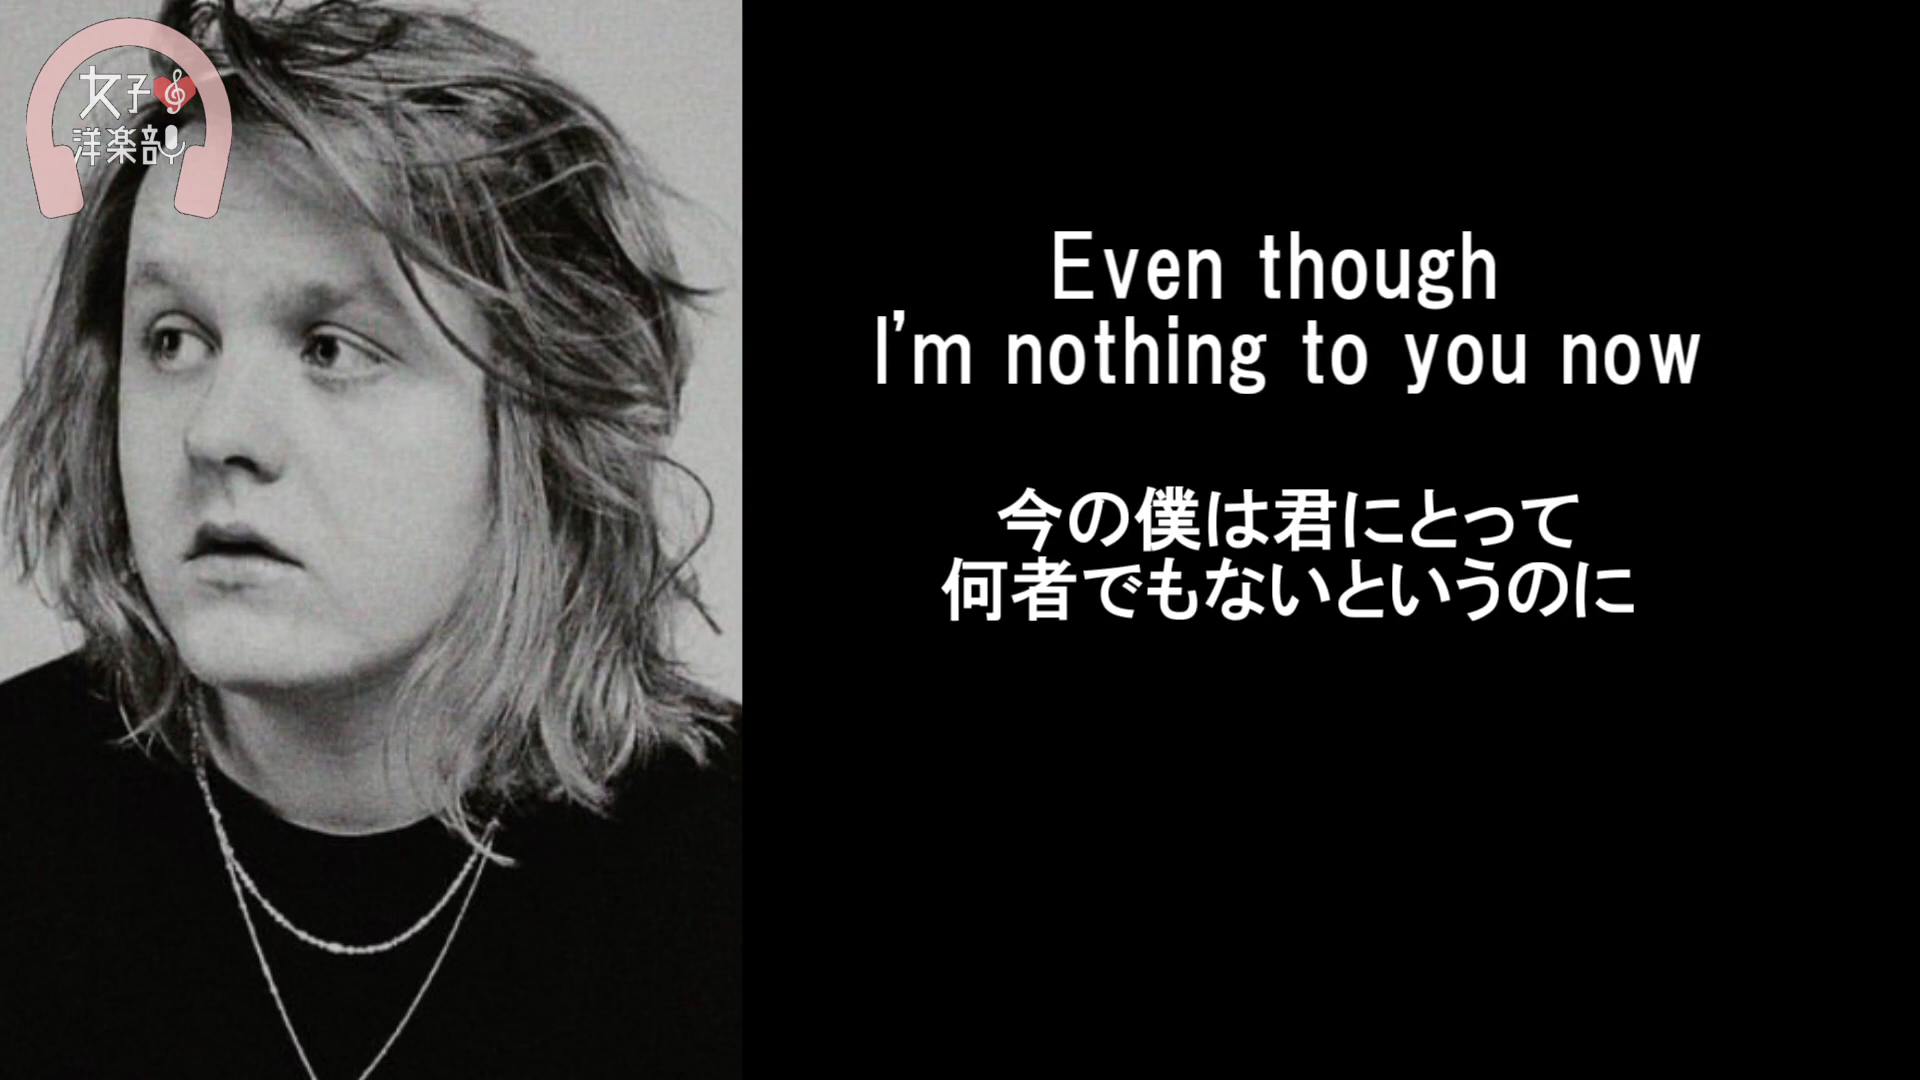 女子
洋楽部
Even though
I'm nothing to you now
今の僕は君にとって
何者でもないというのに